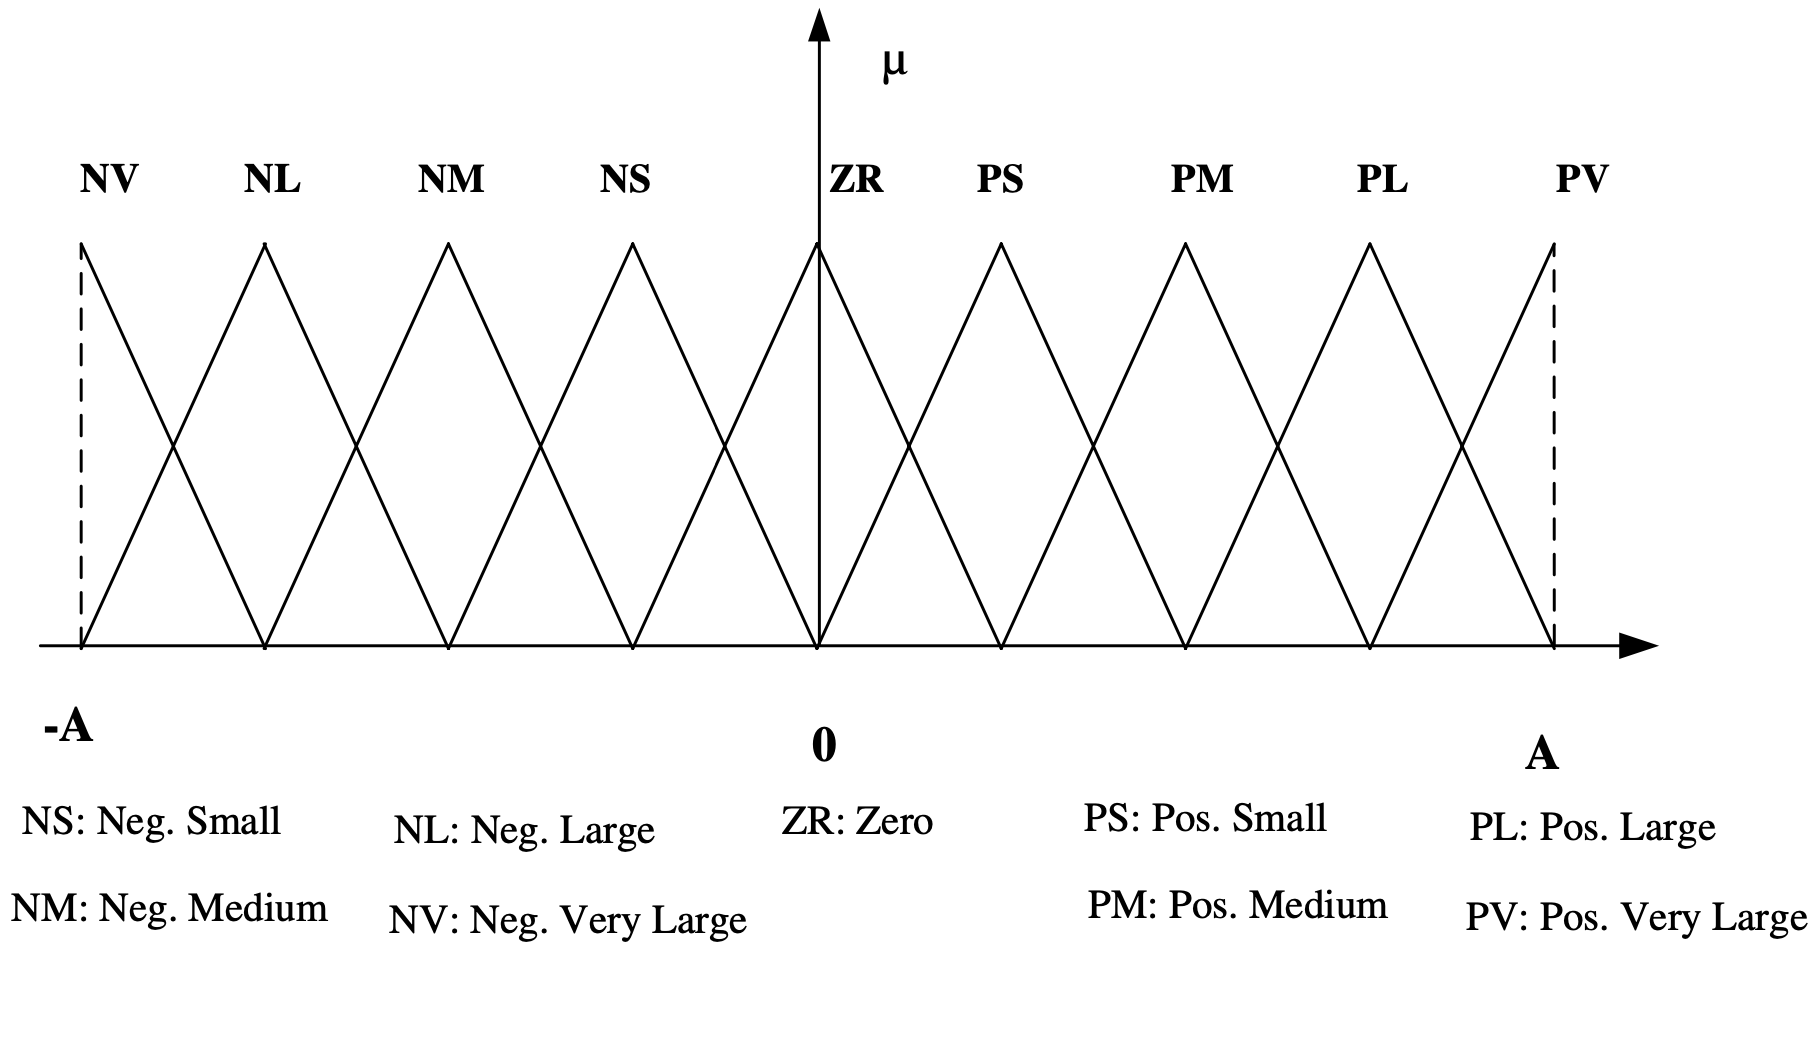 μ
NV NL NM NS ZR PS PM PL PV
-A 0 A
NS: Neg. Small NL: Neg. Large ZR: Zero PS: Pos. Small PL: Pos. Large
NM: Neg. Medium NV: Neg. Very Large PM: Pos. Medium PV: Pos. Very Large